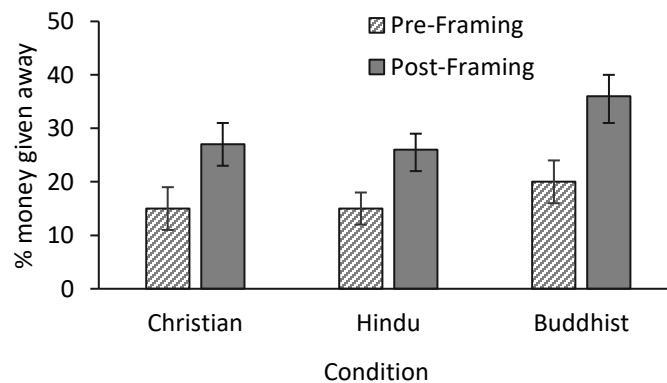 50
40
30
20
10
0
% money given away
Pre-Framing
Post-Framing
Christian Hindu Buddhist
Condition